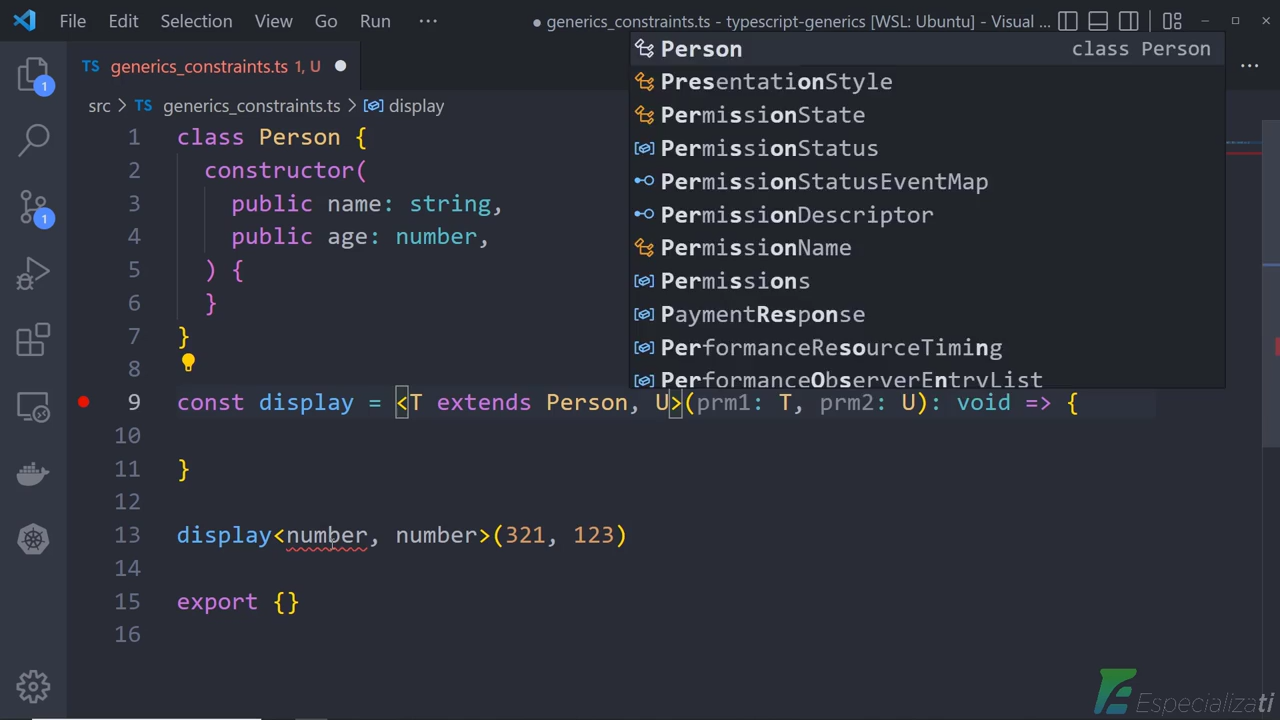 File Edit Selection View Go Run ··· ● generics_constraints.ts - typescript-generics [WSL: Ubuntu] - Visual ...
TS generics_constraints.ts 1, U ●
src > TS generics_constraints.ts > display
Person class Person
PresentationStyle
PermissionState
PermissionStatus
PermissionStatusEventMap
PermissionDescriptor
PermissionName
Permissions
PaymentResponse
PerformanceResourceTiming
PerformanceObserverEntryList
1 class Person {
2 constructor(
3 public name: string,
4 public age: number,
5 ) {
6 }
7 }
8
9 const display = <T extends Person, U>(prm1: T, prm2: U): void => {
10
11 }
12
13 display<number, number>(321, 123)
14
15 export {}
16
1
1
Especializati